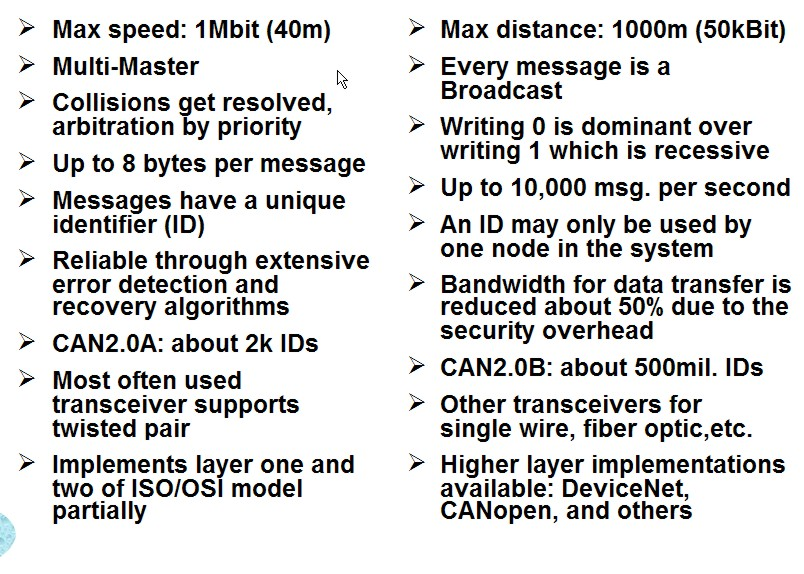 Max speed: 1Mbit (40m)
Multi-Master
Collisions get resolved,
arbitration by priority
Up to 8 bytes per message
Messages have a unique
identifier (ID)
Reliable through extensive
error detection and
recovery algorithms
CAN2.0A: about 2k IDs
Most often used
transceiver supports
twisted pair
Implements layer one and
two of ISO/OSI model
partially
Max distance: 1000m (50kBit)
Every message is a
Broadcast
Writing 0 is dominant over
writing 1 which is recessive
Up to 10,000 msg. per second
An ID may only be used by
one node in the system
Bandwidth for data transfer is
reduced about 50% due to the
security overhead
CAN2.0B: about 500mil. IDs
Other transceivers for
single wire, fiber optic,etc.
Higher layer implementations
available: DeviceNet,
CANopen, and others